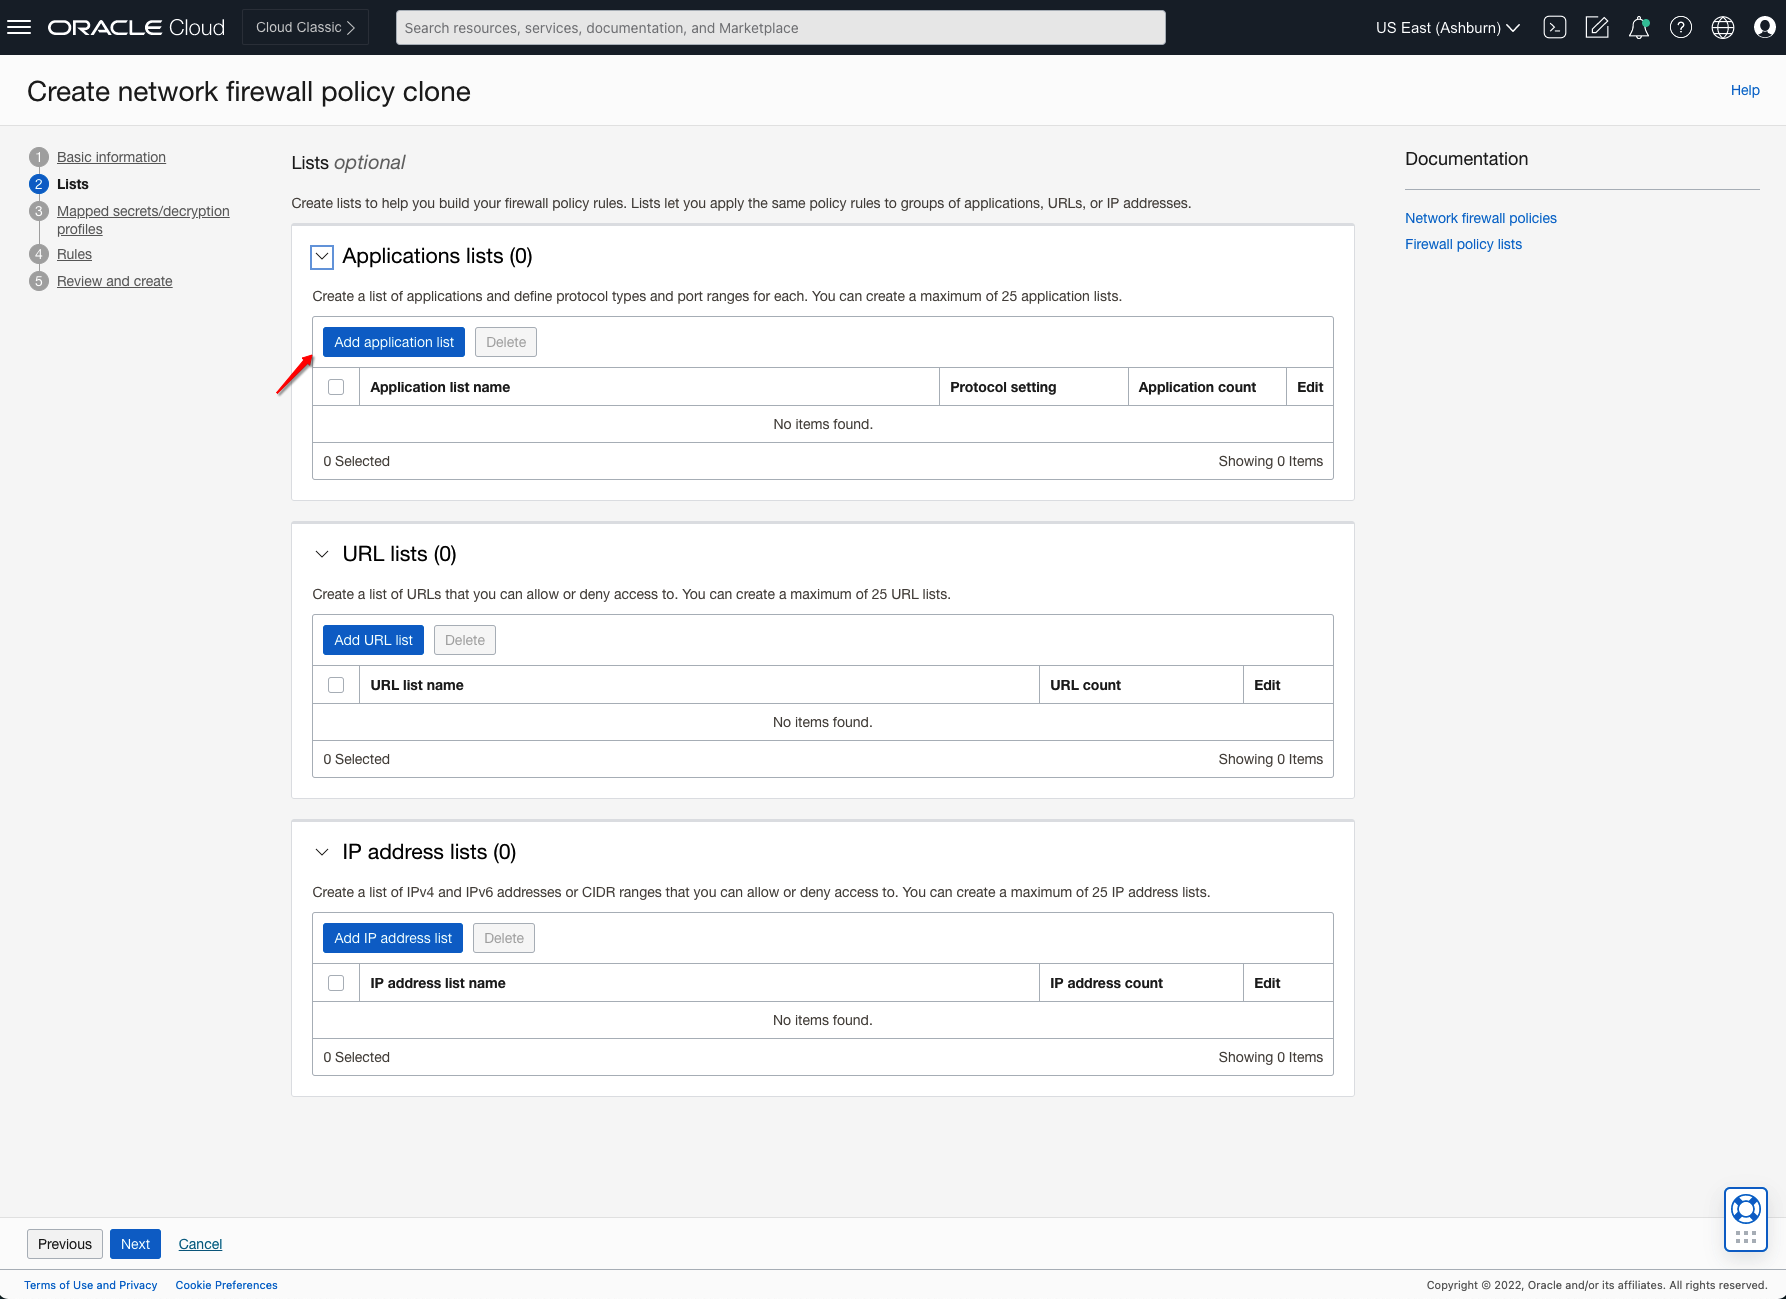 ORACLE Cloud
Cloud Classic
Search resources, services, documentation, and Marketplace
US East (Ashburn)
Create network firewall policy clone
Help
1 Basic information
2 Lists
3 Mapped secrets/decryption
profiles
4 Rules
5 Review and create
Lists optional
Create lists to help you build your firewall policy rules. Lists let you apply the same policy rules to groups of applications, URLs, or IP addresses.
Applications lists (0)
Create a list of applications and define protocol types and port ranges for each. You can create a maximum of 25 application lists.
Add application list Delete
Application list name Protocol setting Application count Edit
No items found.
0 Selected Showing 0 Items
URL lists (0)
Create a list of URLs that you can allow or deny access to. You can create a maximum of 25 URL lists.
Add URL list Delete
URL list name URL count Edit
No items found.
0 Selected Showing 0 Items
IP address lists (0)
Create a list of IPv4 and IPv6 addresses or CIDR ranges that you can allow or deny access to. You can create a maximum of 25 IP address lists.
Add IP address list Delete
IP address list name IP address count Edit
No items found.
0 Selected Showing 0 Items
Documentation
Network firewall policies
Firewall policy lists
Previous Next Cancel
Terms of Use and Privacy Cookie Preferences
Copyright © 2022, Oracle and/or its affiliates. All rights reserved.